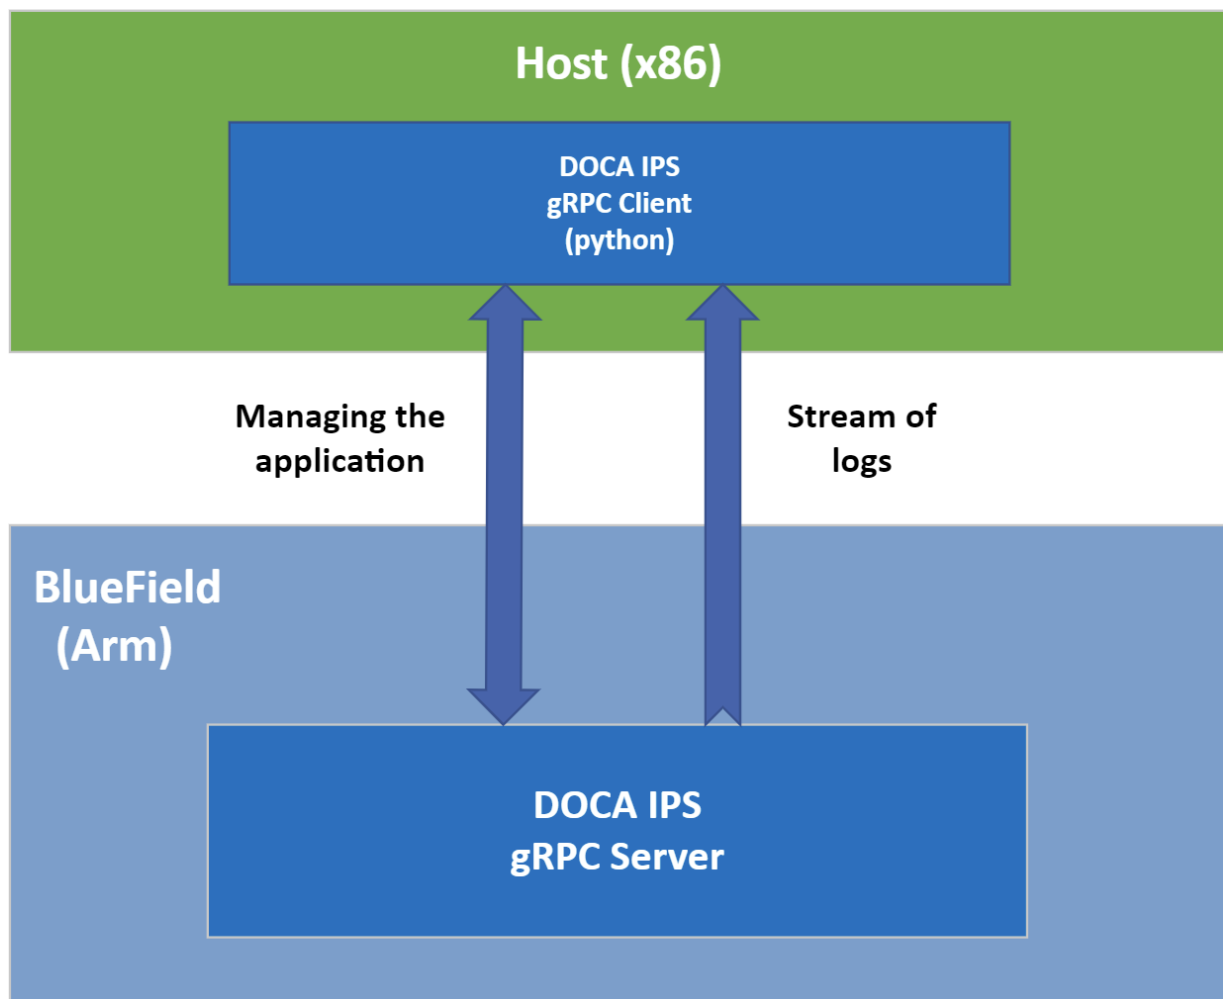 Host (x86)
DOCA IPS
gRPC Client
(python)
Managing the
application
Stream of
logs
BlueField
(Arm)
DOCA IPS
gRPC Server